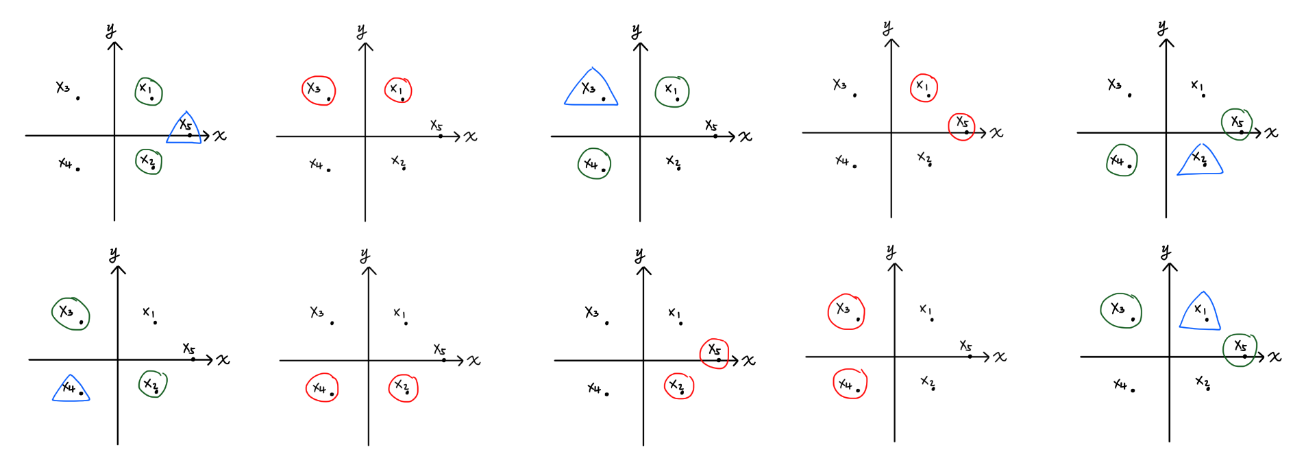 y
x₃ x₁
x₅ x
x₄ x₂
y
x₃ x₁
x₅ x
x₄ x₂
y
x₃ x₁
x₅ x
x₄ x₂
y
x₃ x₁
x₅ x
x₄ x₂
y
x₃ x₁
x₅ x
x₄ x₂
y
x₃ x₁
x₅ x
x₄ x₂
y
x₃ x₁
x₅ x
x₄ x₂
y
x₃ x₁
x₅ x
x₄ x₂
y
x₃ x₁
x₅ x
x₄ x₂
y
x₃ x₁
x₅ x
x₄ x₂